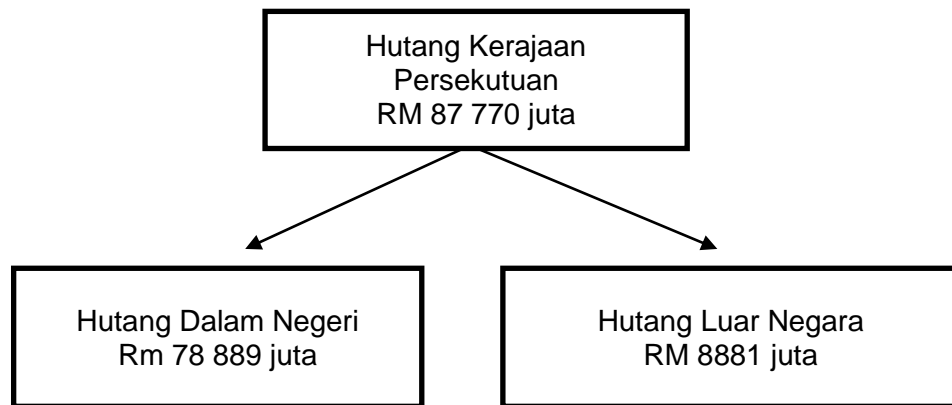 Hutang Kerajaan
Persekutuan
RM 87 770 juta
Hutang Dalam Negeri
Rm 78 889 juta
Hutang Luar Negara
RM 8881 juta